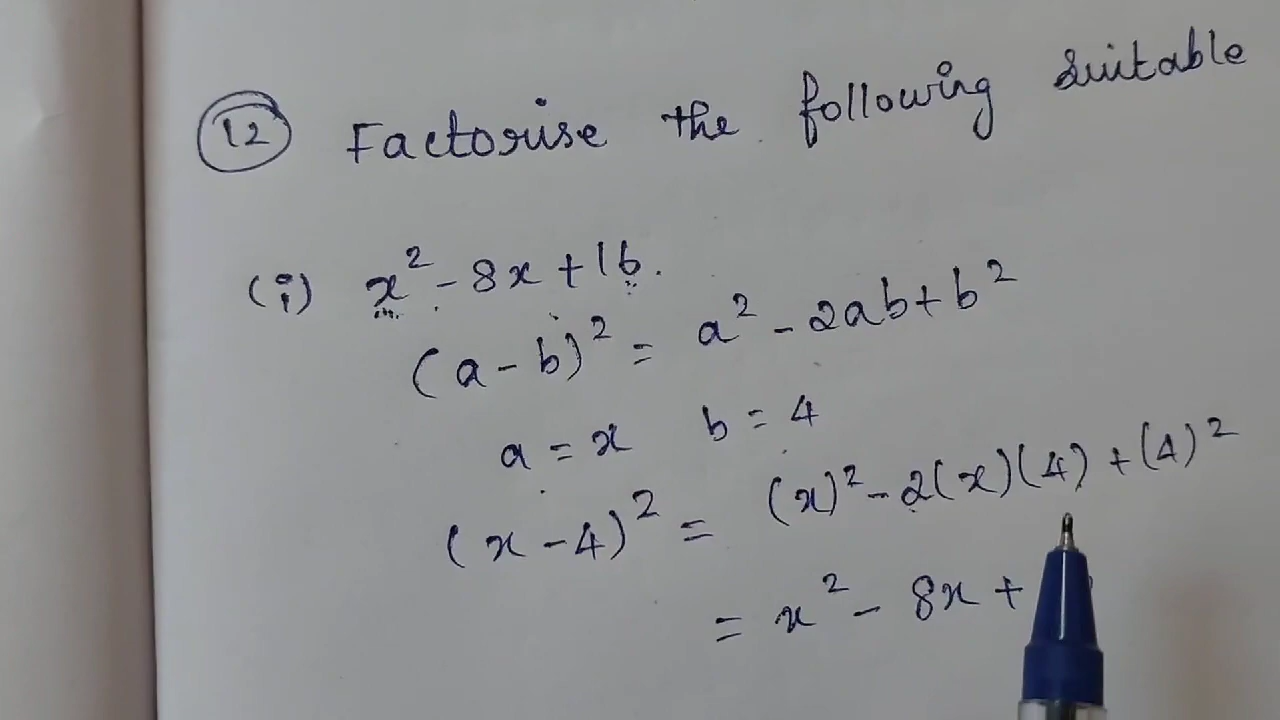 12 Factorise the following suitable
(i) x² - 8x + 16.
(a - b)² = a² - 2ab + b²
a = x b = 4
(x - 4)² = (x)² - 2(x)(4) + (4)²
= x² - 8x +